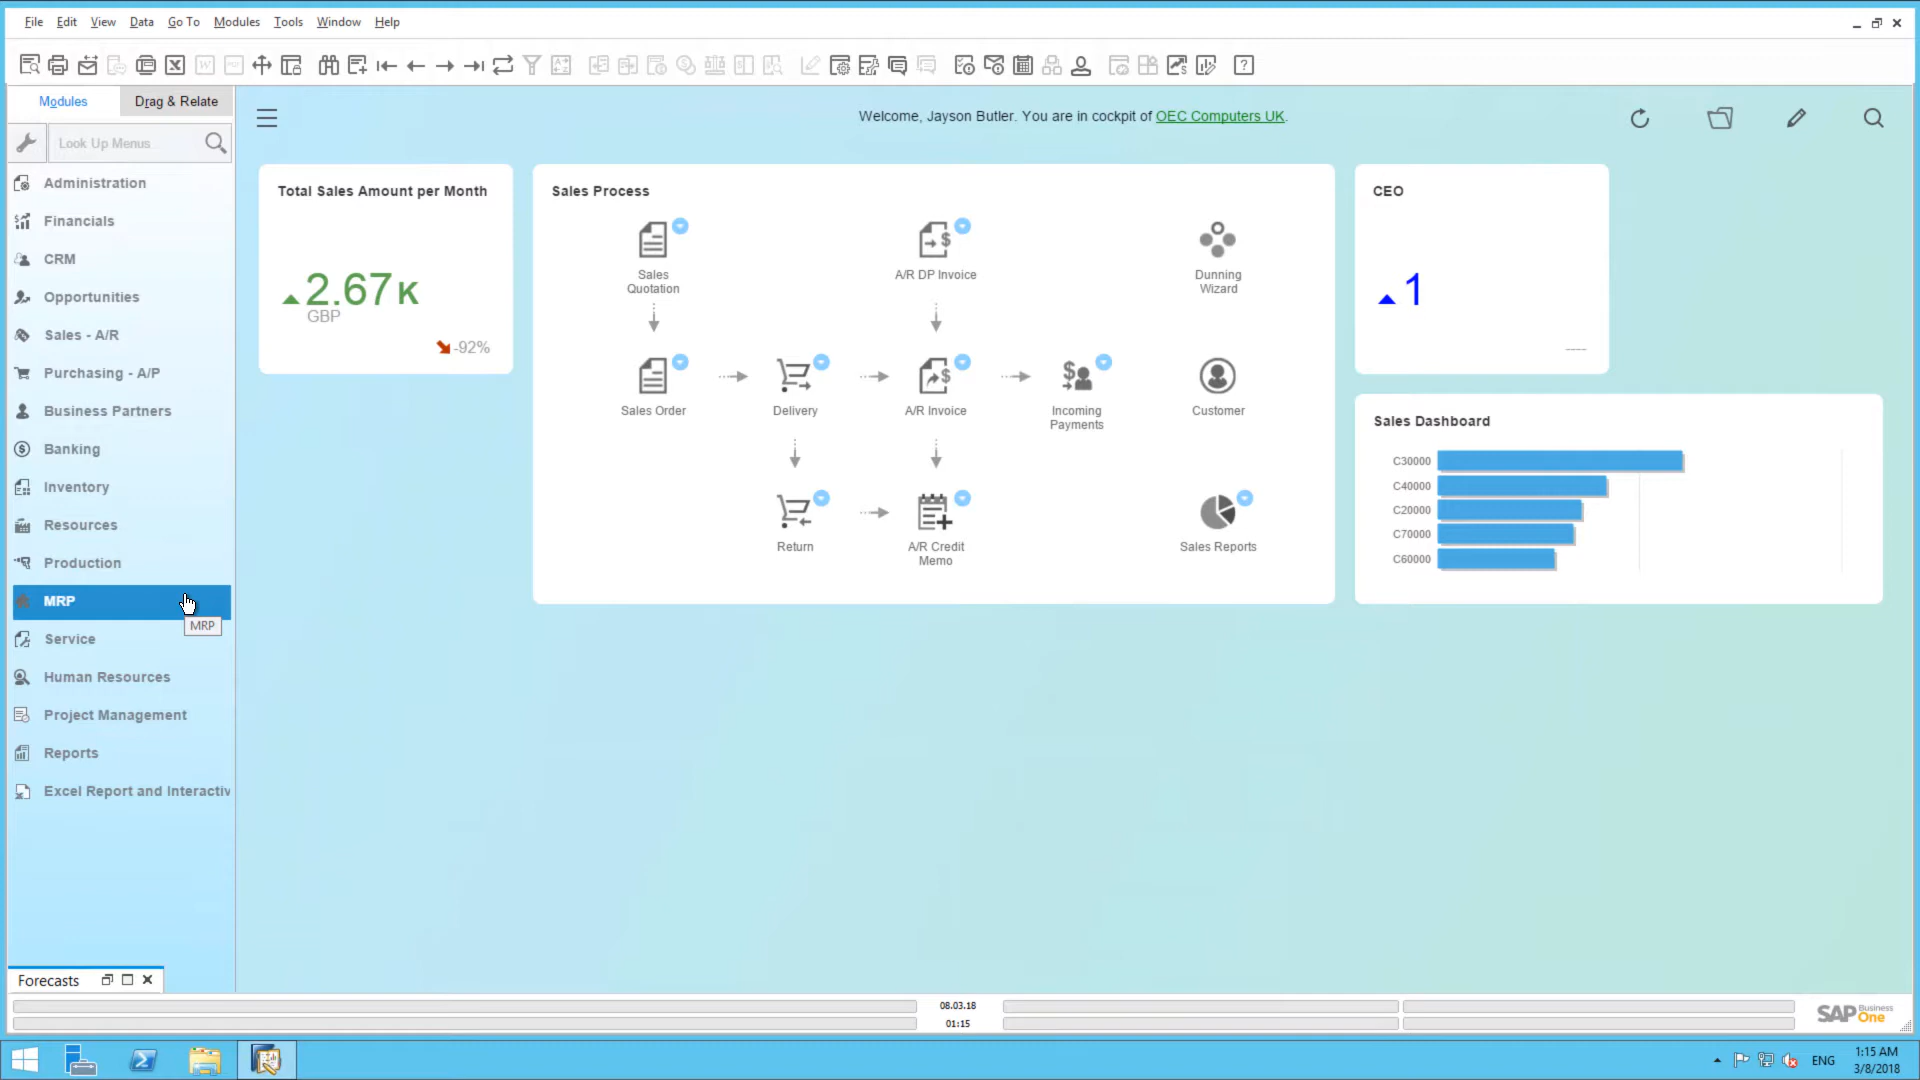 File Edit View Data Go To Modules Tools Window Help
Modules Drag & Relate
Look Up Menus
Administration
Financials
CRM
Opportunities
Sales - A/R
Purchasing - A/P
Business Partners
Banking
Inventory
Resources
Production
MRP
MRP
Service
Human Resources
Project Management
Reports
Excel Report and Interactiv
Forecasts
Welcome, Jayson Butler. You are in cockpit of OEC Computers UK.
Total Sales Amount per Month
2.67K
GBP
-92%
Sales Process
Sales
Quotation
A/R DP Invoice
Dunning
Wizard
Sales Order
Delivery
A/R Invoice
Incoming
Payments
Customer
Return
A/R Credit
Memo
Sales Reports
CEO
1
Sales Dashboard
C30000
C40000
C20000
C70000
C60000
08.03.18
01:15
SAP Business
One
ENG
1:15 AM
3/8/2018